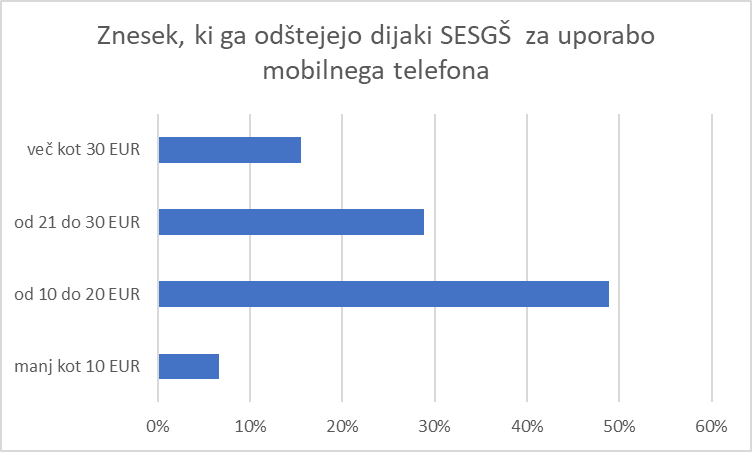 Znesek, ki ga odštejejo dijaki SESGŠ  za uporabo
mobilnega telefona
več kot 30 EUR
od 21 do 30 EUR
od 10 do 20 EUR
manj kot 10 EUR
0% 10% 20% 30% 40% 50% 60%